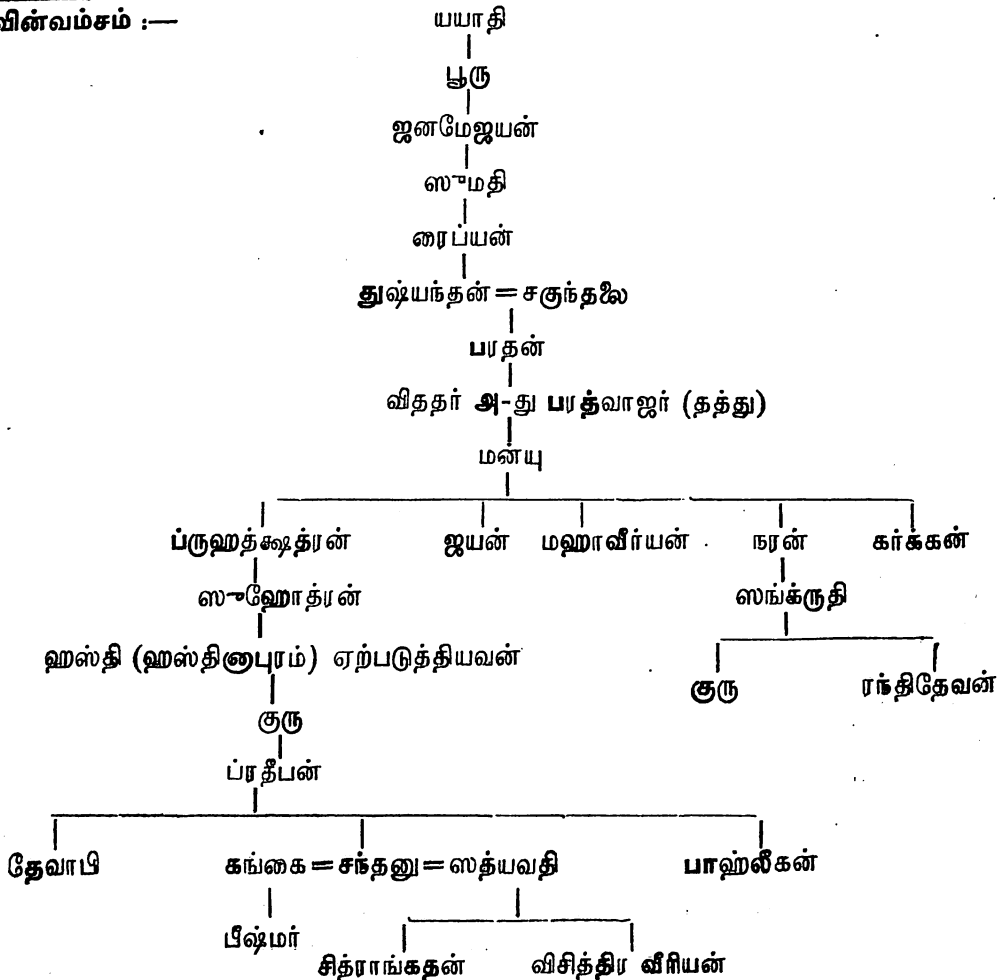 வின்வம்சம் :—
யயாதி
பூரு
ஜனமேஜயன்
ஸுமதி
ரைப்யன்
துஷ்யந்தன் = சகுந்தலை
பரதன்
விததர் அ-து பரத்வாஜர் (தத்து)
மன்யு
ப்ருஹத்க்ஷத்ரன் ஜயன் மஹாவீர்யன் நரன் கர்க்கன்
ஸுஹோத்ரன் ஸங்க்ருதி
ஹஸ்தி (ஹஸ்தினாபுரம்) ஏற்படுத்தியவன்
குரு ரந்திதேவன்
குரு
ப்ரதீபன்
தேவாபி கங்கை = சந்தனு = ஸத்யவதி பாஹ்லீகன்
பீஷ்மர்
சித்ராங்கதன் விசித்திர வீரியன்